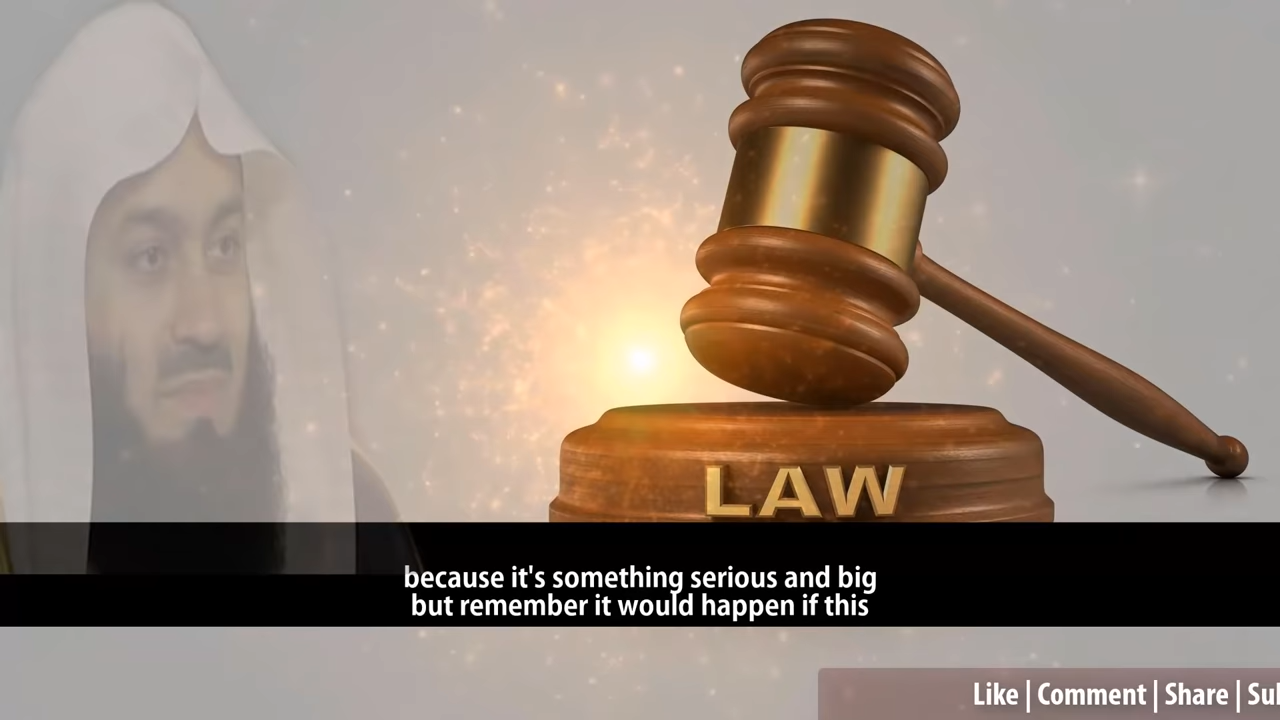 LAW
because it's something serious and big
but remember it would happen if this
Like | Comment | Share |